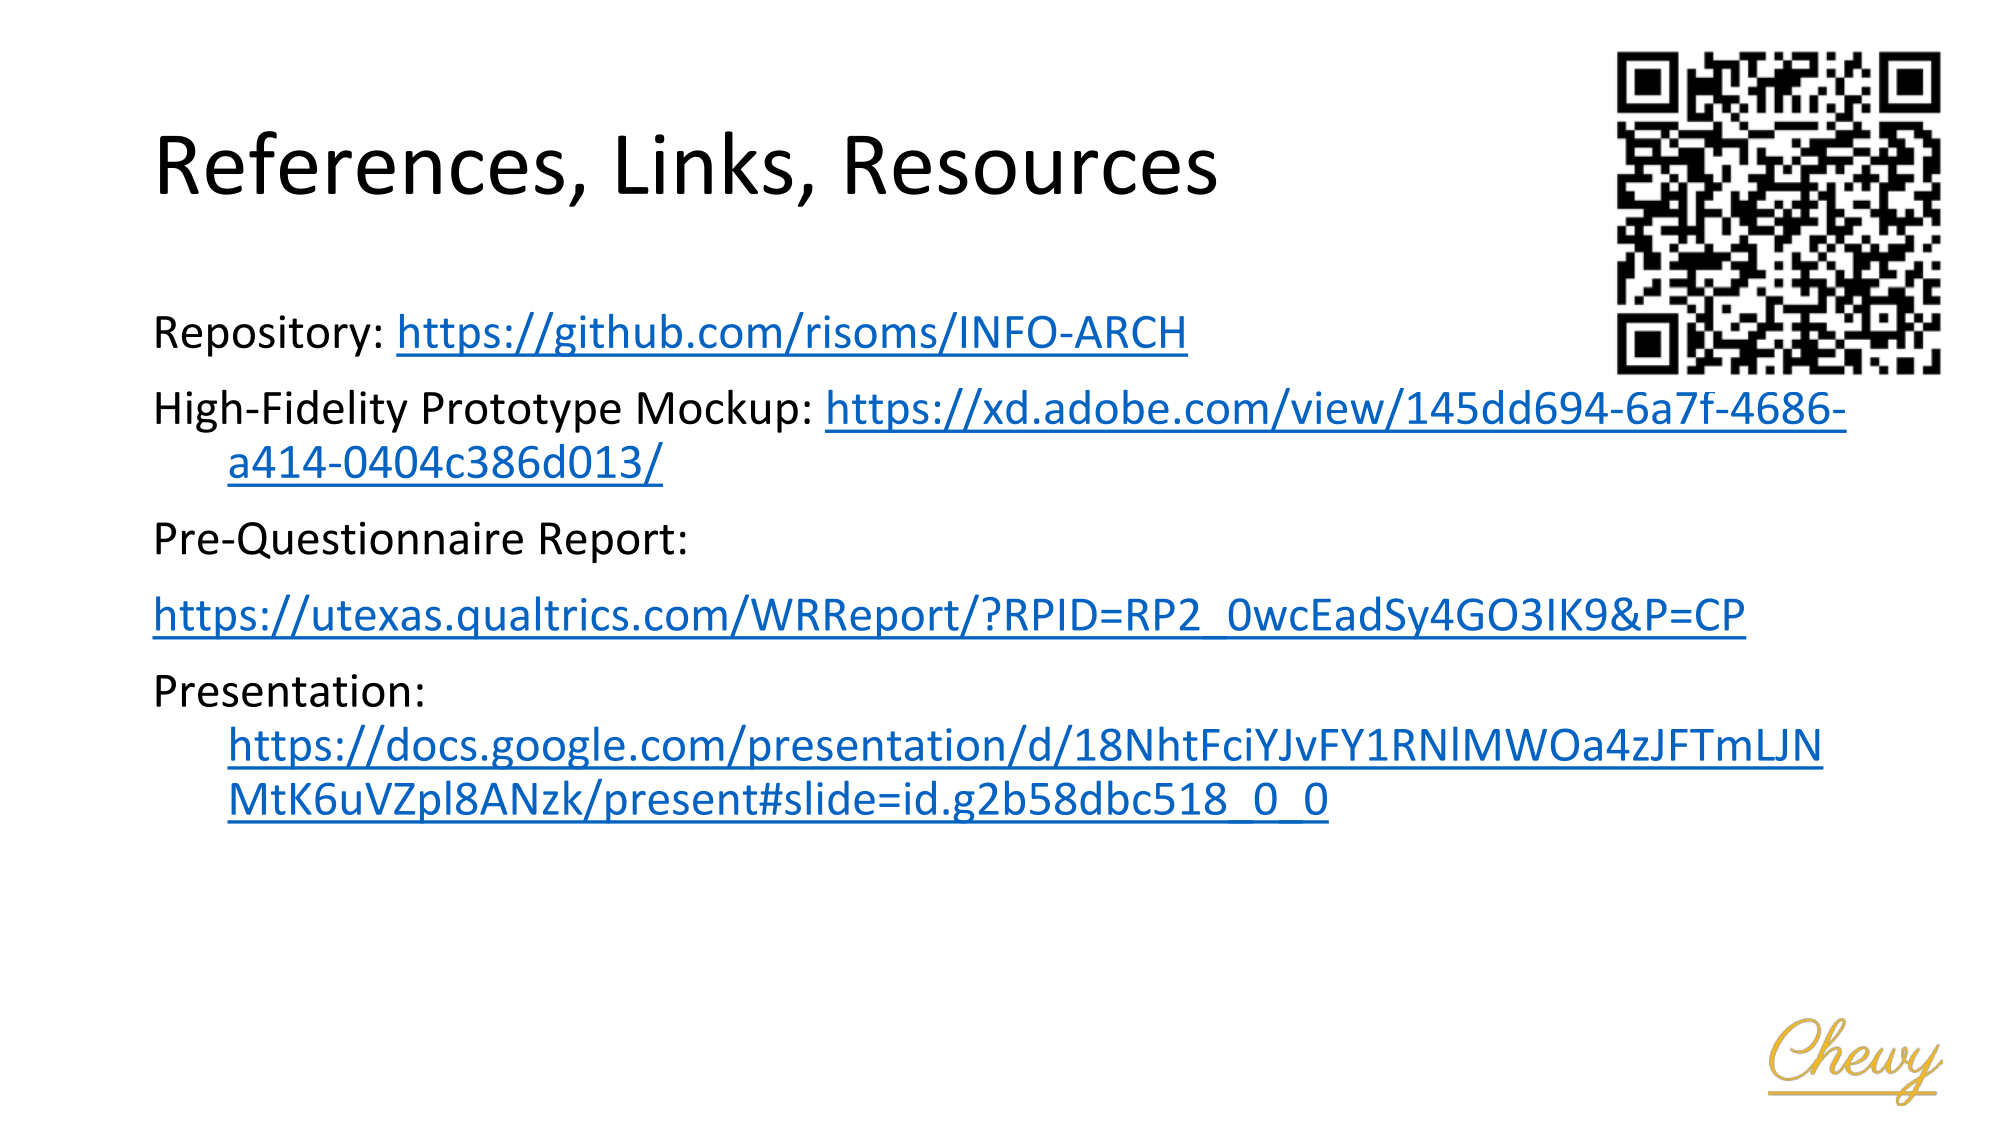 References, Links, Resources
Repository: https://github.com/risoms/INFO-ARCH
High-Fidelity Prototype Mockup: https://xd.adobe.com/view/145dd694-6a7f-4686-
a414-0404c386d013/
Pre-Questionnaire Report:
https://utexas.qualtrics.com/WRReport/?RPID=RP2_0wcEadSy4GO3IK9&P=CP
Presentation:
https://docs.google.com/presentation/d/18NhtFciYJvFY1RNlMWOa4zJFTmLJN
MtK6uVZpl8ANzk/present#slide=id.g2b58dbc518_0_0
Chewy